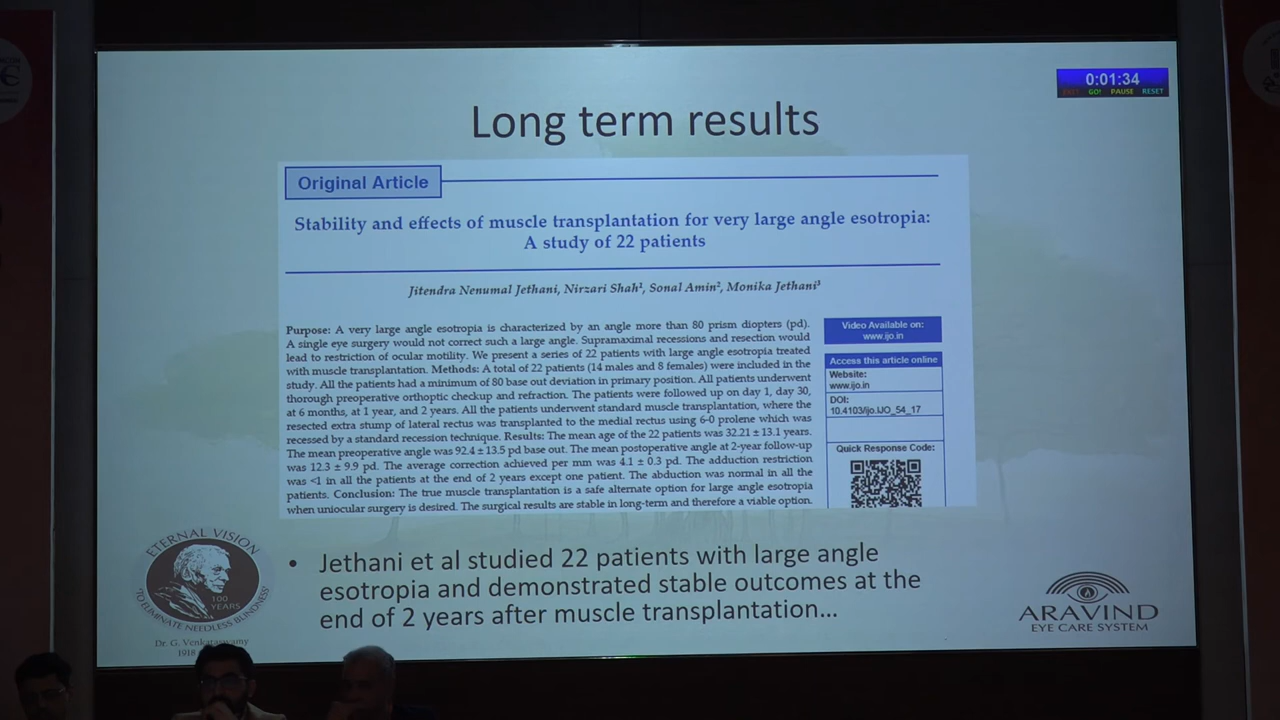 0:01:34
GO! PAUSE RESET
Long term results
Original Article
Stability and effects of muscle transplantation for very large angle esotropia:
A study of 22 patients
Jitendra Nenumal Jethani, Nirzari Shah¹, Sonal Amin², Monika Jethani³
Purpose: A very large angle esotropia is characterized by an angle more than 80 prism diopters (pd).
A single eye surgery would not correct such a large angle. Supramaximal recessions and resection would
lead to restriction of ocular motility. We present a series of 22 patients with large angle esotropia treated
with muscle transplantation. Methods: A total of 22 patients (14 males and 8 females) were included in the
study. All the patients had a minimum of 80 base out deviation in primary position. All patients underwent
thorough preoperative orthoptic checkup and refraction. The patients were followed up on day 1, day 30,
at 6 months, at 1 year, and 2 years. All the patients underwent standard muscle transplantation, where the
resected extra stump of lateral rectus was transplanted to the medial rectus using 6-0 prolene which was
recessed by a standard recession technique. Results: The mean age of the 22 patients was 32.21 ± 13.1 years.
The mean preoperative angle was 92.4 ± 13.5 pd base out. The mean postoperative angle at 2-year follow-up
was 12.3 ± 9.9 pd. The average correction achieved per mm was 4.1 ± 0.3 pd. The adduction restriction
was <1 in all the patients at the end of 2 years except one patient. The abduction was normal in all the
patients. Conclusion: The true muscle transplantation is a safe alternate option for large angle esotropia
when uniocular surgery is desired. The surgical results are stable in long-term and therefore a viable option.
Video Available on:
www.ijo.in
Access this article online
Website:
www.ijo.in
DOI:
10.4103/ijo.IJO_54_17
Quick Response Code:
• Jethani et al studied 22 patients with large angle
esotropia and demonstrated stable outcomes at the
end of 2 years after muscle transplantation…
ETERNAL VISION
100
YEARS
"TO ELIMINATE NEEDLESS BLINDNESS"
Dr. G. Venkataswamy
1918
ARAVIND
EYE CARE SYSTEM